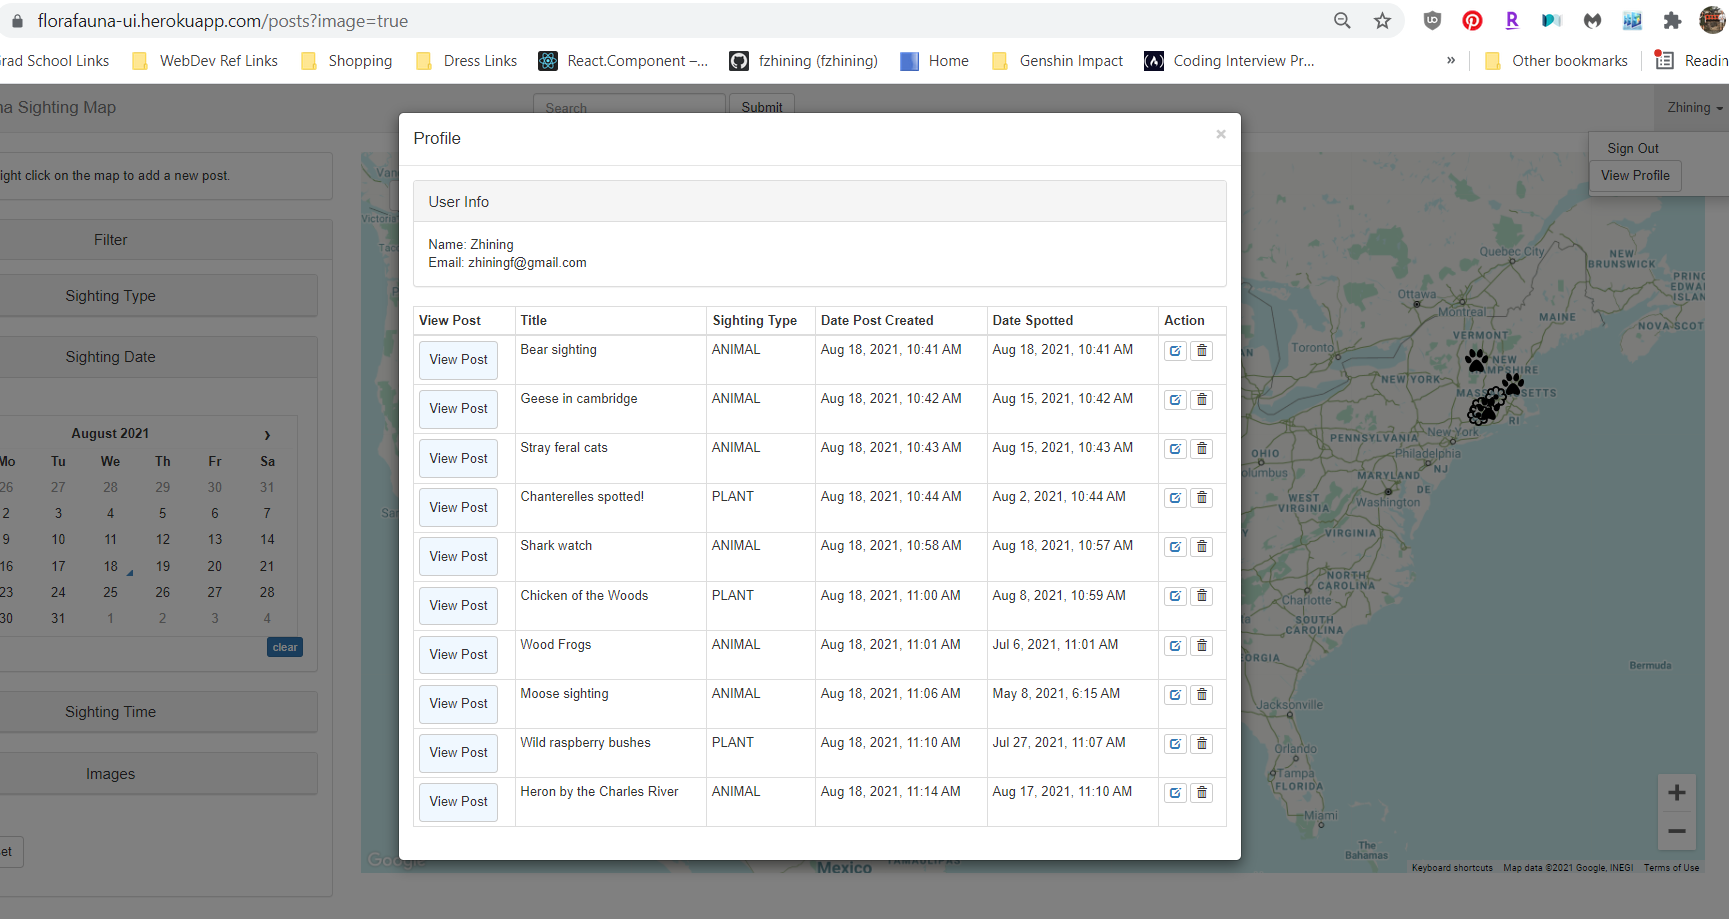 florafauna-ui.herokuapp.com/posts?image=true
rad School Links WebDev Ref Links Shopping Dress Links React.Component –... fzhining (fzhining) Home Genshin Impact Coding Interview Pr... » Other bookmarks Readin
na Sighting Map Search Submit Zhining
Sign Out
View Profile
ight click on the map to add a new post.
Filter
Sighting Type
Sighting Date
August 2021 ›
Mo Tu We Th Fr Sa
26 27 28 29 30 31
2 3 4 5 6 7
9 10 11 12 13 14
16 17 18 19 20 21
23 24 25 26 27 28
30 31 1 2 3 4
clear
Sighting Time
Images
et
Profile ×
User Info
Name: Zhining
Email: zhiningf@gmail.com
View Post Title Sighting Type Date Post Created Date Spotted Action
View Post Bear sighting ANIMAL Aug 18, 2021, 10:41 AM Aug 18, 2021, 10:41 AM
View Post Geese in cambridge ANIMAL Aug 18, 2021, 10:42 AM Aug 15, 2021, 10:42 AM
View Post Stray feral cats ANIMAL Aug 18, 2021, 10:43 AM Aug 15, 2021, 10:43 AM
View Post Chanterelles spotted! PLANT Aug 18, 2021, 10:44 AM Aug 2, 2021, 10:44 AM
View Post Shark watch ANIMAL Aug 18, 2021, 10:58 AM Aug 18, 2021, 10:57 AM
View Post Chicken of the Woods PLANT Aug 18, 2021, 11:00 AM Aug 8, 2021, 10:59 AM
View Post Wood Frogs ANIMAL Aug 18, 2021, 11:01 AM Jul 6, 2021, 11:01 AM
View Post Moose sighting ANIMAL Aug 18, 2021, 11:06 AM May 8, 2021, 6:15 AM
View Post Wild raspberry bushes PLANT Aug 18, 2021, 11:10 AM Jul 27, 2021, 11:07 AM
View Post Heron by the Charles River ANIMAL Aug 18, 2021, 11:14 AM Aug 17, 2021, 11:10 AM
Van
Victoria
Tac
P
San
Quebec City
NEW
BRUNSWICK
PRINC
EDWA
ISLAN
Ottawa
Montreal
MAINE
NOVA SCOT
VERMONT
Toronto
NEW
AMPSHIRE
NEW YORK
MASS SETTS
RI
PENNSYLVANIA
New York
OHIO
Philadelphia
NJ
olumbus
MARYLAND
DE
WEST
VIRGINIA
Washington
VIRGINIA
NORTH
CAROLINA
Charlotte
SOUTH
CAROLINA
ORGIA
Bermuda
Jacksonville
Orlando
Tampa
FLORIDA
Miami
The
Bahamas
Google
Mexico
TAMAULIPAS
Keyboard shortcuts Map data ©2021 Google, INEGI Terms of Use